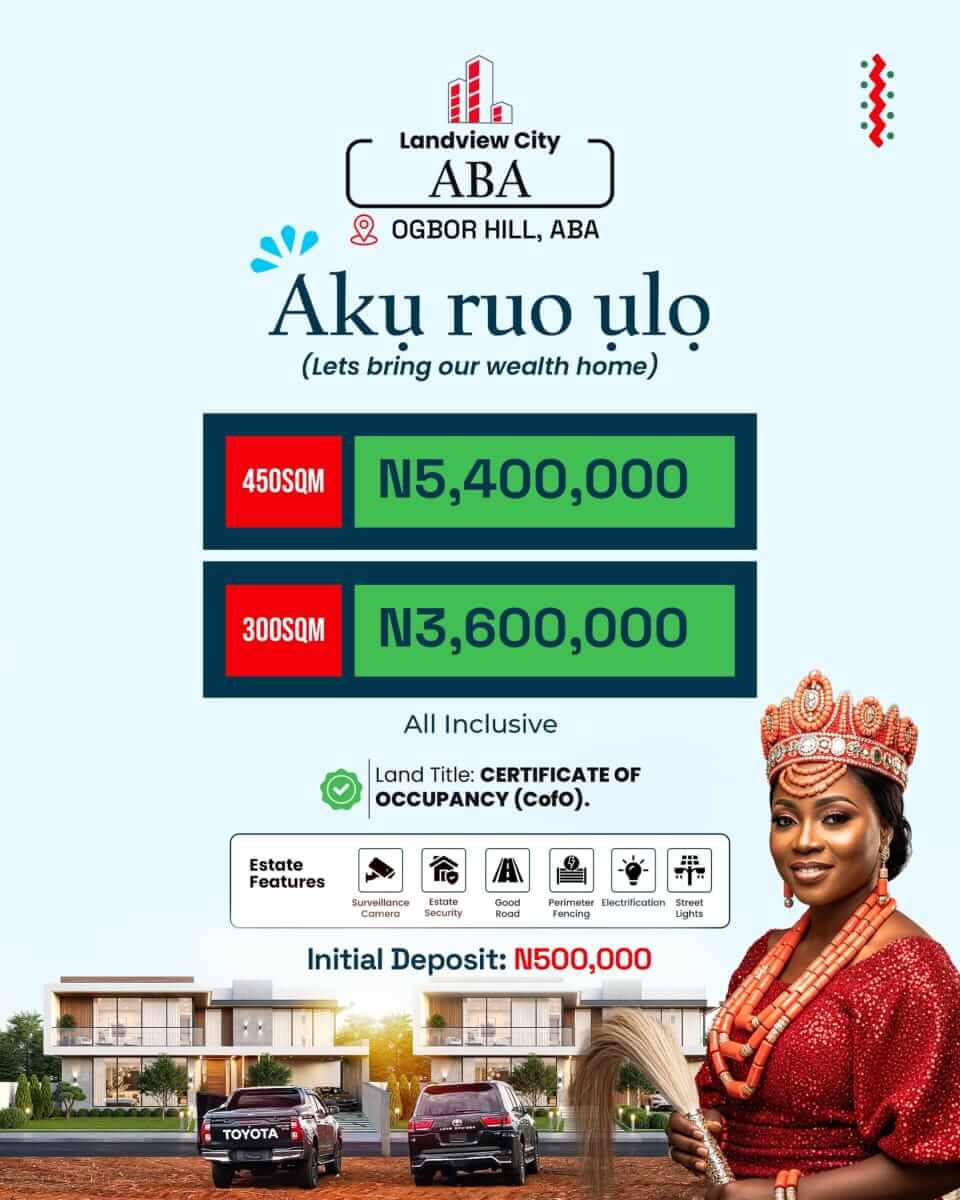 Landview City
ABA
OGBOR HILL, ABA
Akụ ruo ụlọ
(Lets bring our wealth home)
450SQM
N5,400,000
300SQM
N3,600,000
All Inclusive
Land Title: CERTIFICATE OF
OCCUPANCY (CofO).
Estate
Features
Surveillance
Camera
Estate
Security
Good
Road
Perimeter
Fencing
Electrification
Street
Lights
Initial Deposit: N500,000
TOYOTA
LAND CRUISER